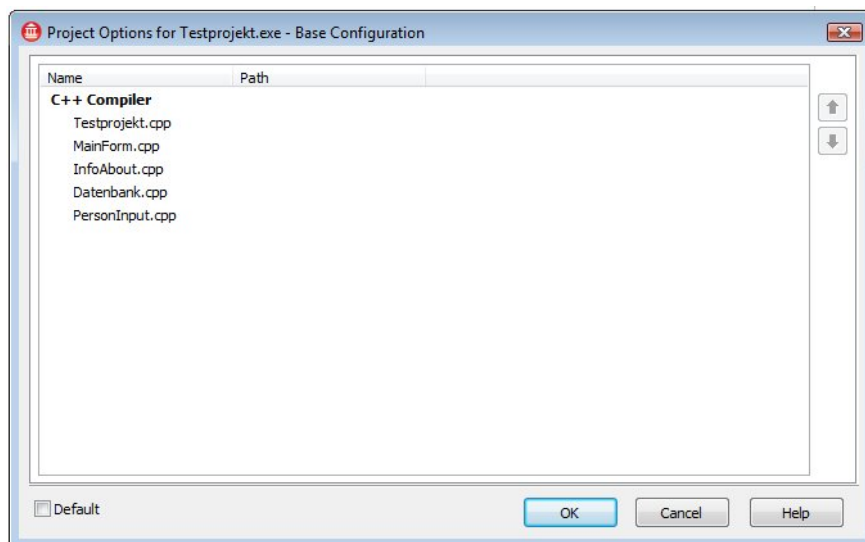 Project Options for Testprojekt.exe - Base Configuration
Name Path
C++ Compiler
Testprojekt.cpp
MainForm.cpp
InfoAbout.cpp
Datenbank.cpp
PersonInput.cpp
Default OK Cancel Help